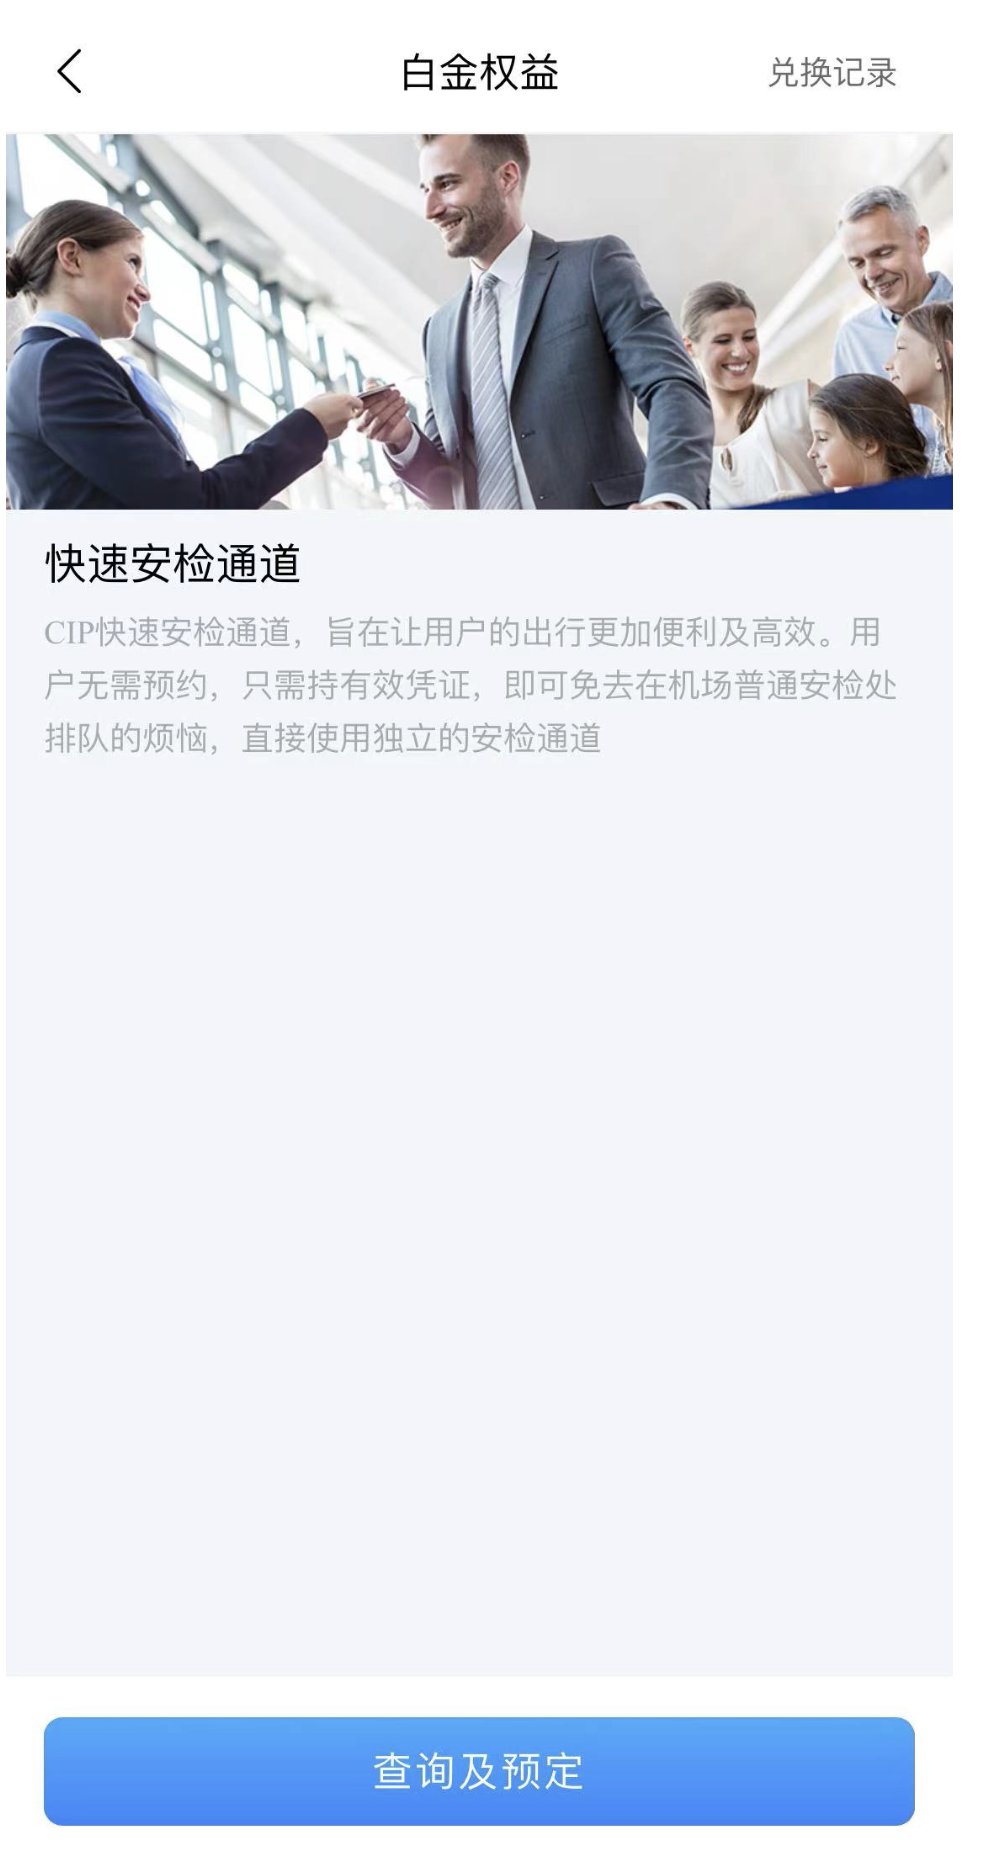 白金权益
兑换记录
快速安检通道
CIP快速安检通道，旨在让用户的出行更加便利及高效。用
户无需预约，只需持有效凭证，即可免去在机场普通安检处
排队的烦恼，直接使用独立的安检通道
查询及预定